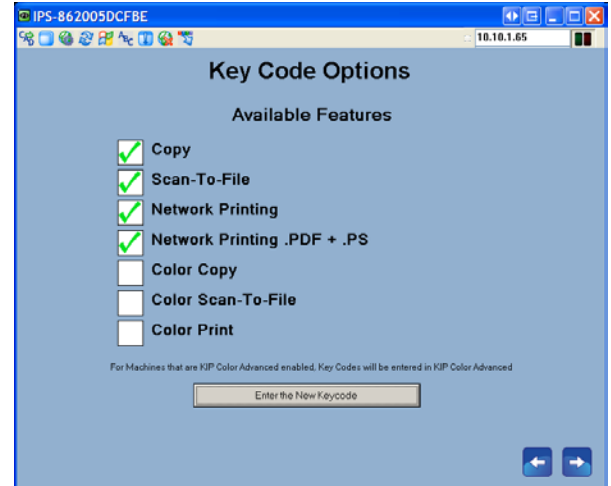 IPS-862005DCFBE
10.10.1.65
Key Code Options
Available Features
Copy
Scan-To-File
Network Printing
Network Printing .PDF + .PS
Color Copy
Color Scan-To-File
Color Print
For Machines that are KIP Color Advanced enabled, Key Codes will be entered in KIP Color Advanced
Enter the New Keycode